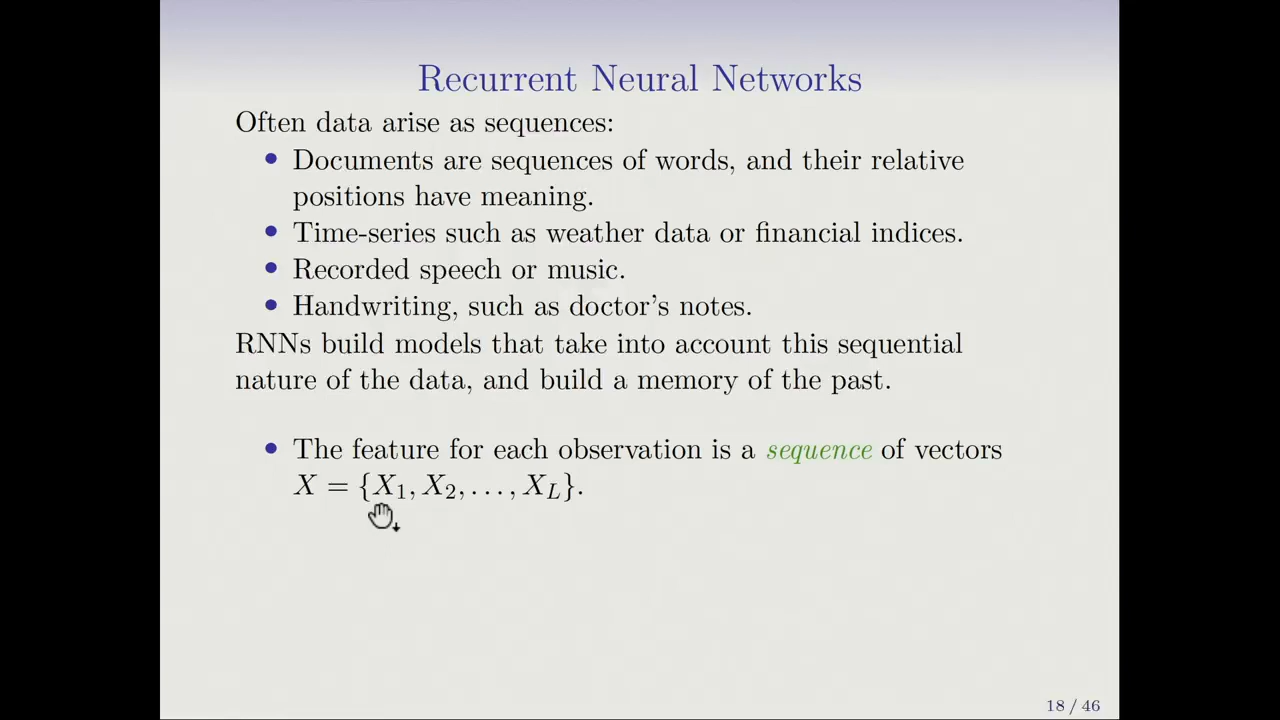 Recurrent Neural Networks
Often data arise as sequences:
• Documents are sequences of words, and their relative
positions have meaning.
• Time-series such as weather data or financial indices.
• Recorded speech or music.
• Handwriting, such as doctor's notes.
RNNs build models that take into account this sequential
nature of the data, and build a memory of the past.
• The feature for each observation is a sequence of vectors
X = {X₁, X₂, . . . , X_L}.
18 / 46